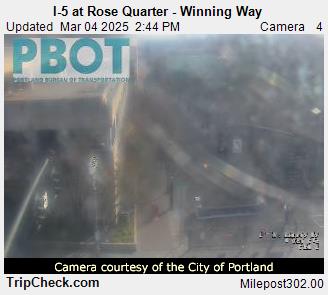 I-5 at Rose Quarter - Winning Way
Updated Mar 04 2025 2:44 PM Camera 4
PBOT
PORTLAND BUREAU OF TRANSPORTATION
Camera courtesy of the City of Portland
TripCheck.com Milepost302.00